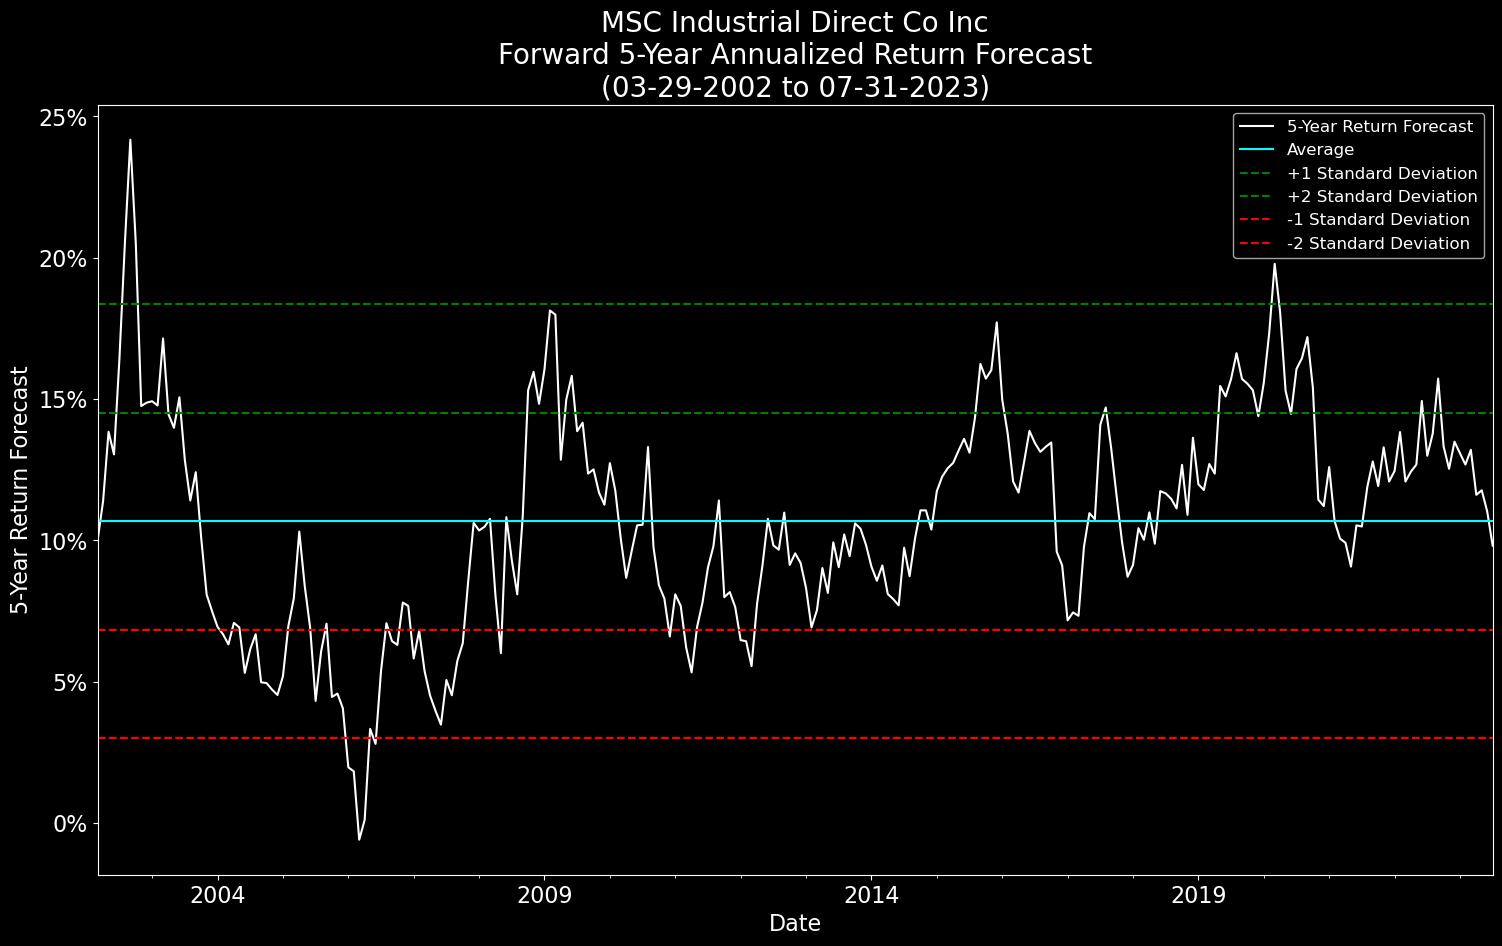 MSC Industrial Direct Co Inc
Forward 5-Year Annualized Return Forecast
(03-29-2002 to 07-31-2023)
25%
20%
15%
10%
5%
0%
5-Year Return Forecast
5-Year Return Forecast
Average
+1 Standard Deviation
+2 Standard Deviation
-1 Standard Deviation
-2 Standard Deviation
2004
2009
2014
2019
Date